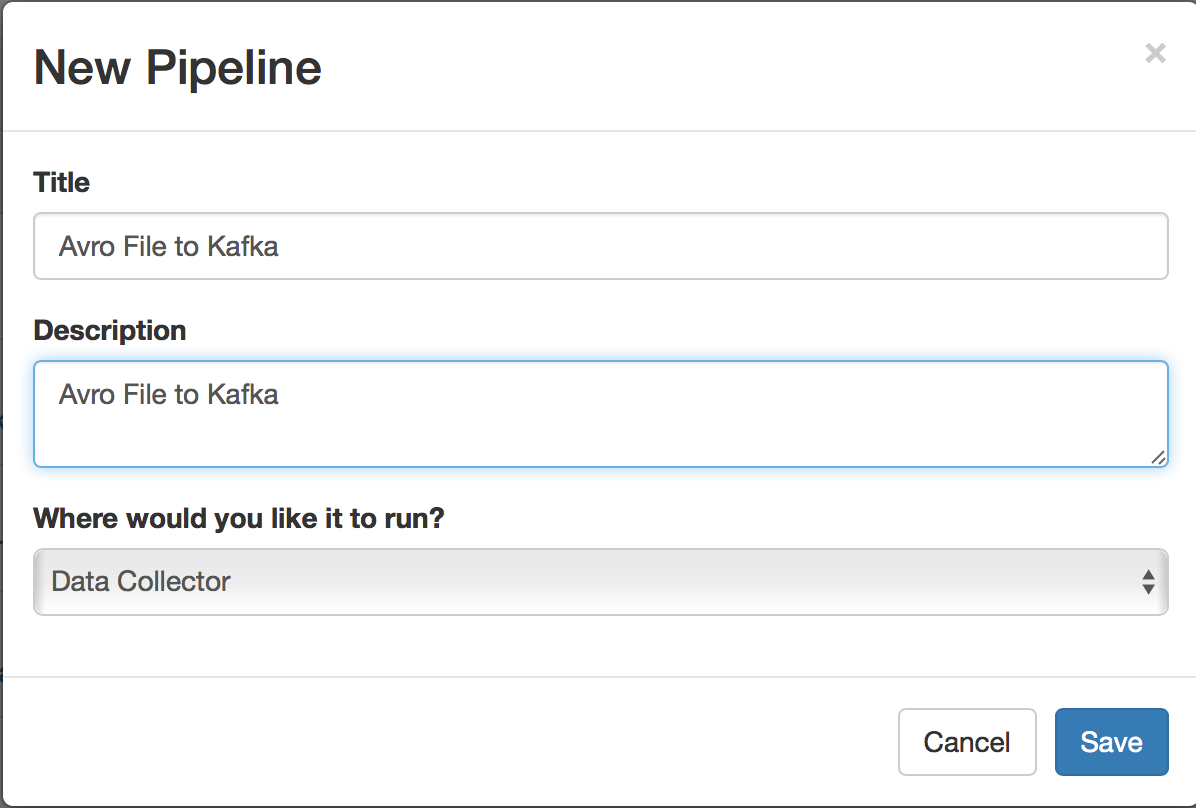 New Pipeline
×
Title
Avro File to Kafka
Description
Avro File to Kafka
Where would you like it to run?
Data Collector
Cancel
Save